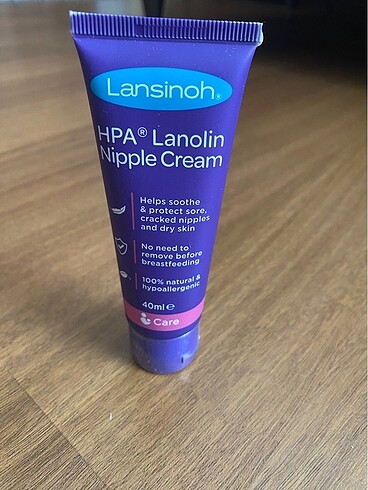 Lansinoh®
HPA® Lanolin
Nipple Cream
Helps soothe
& protect sore,
cracked nipples
and dry skin
No need to
remove before
breastfeeding
100% natural &
hypoallergenic
40ml ℮
Care